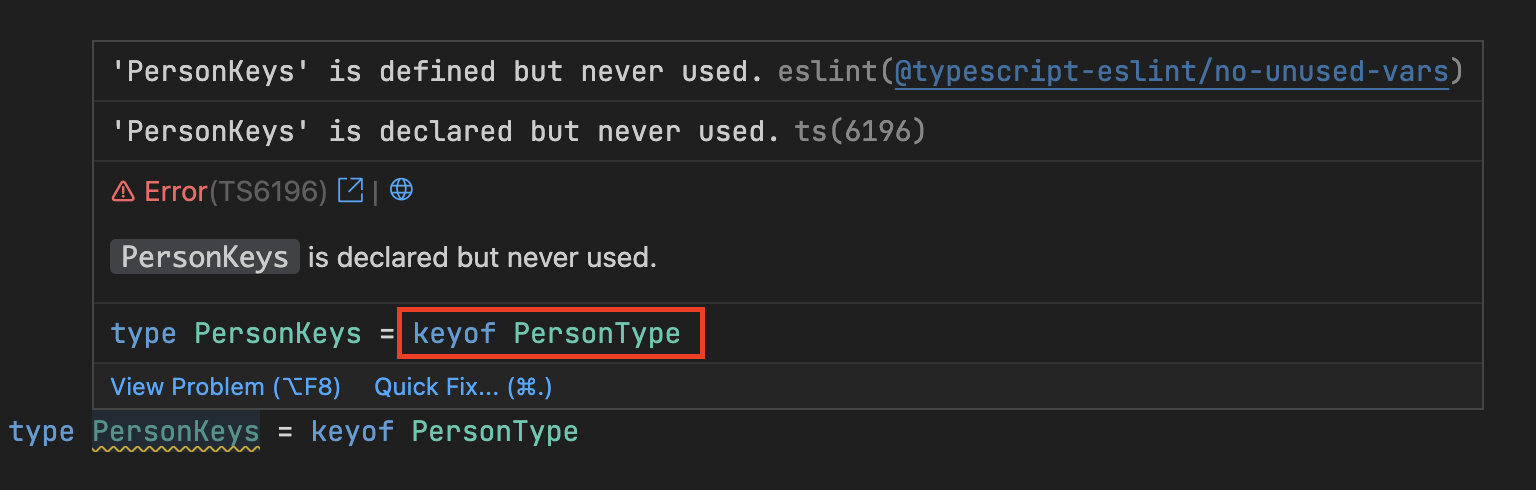 'PersonKeys' is defined but never used. eslint(@typescript-eslint/no-unused-vars)
'PersonKeys' is declared but never used. ts(6196)
Error(TS6196) |
PersonKeys is declared but never used.
type PersonKeys = keyof PersonType
View Problem (⌥F8) Quick Fix... (⌘.)
type PersonKeys = keyof PersonType